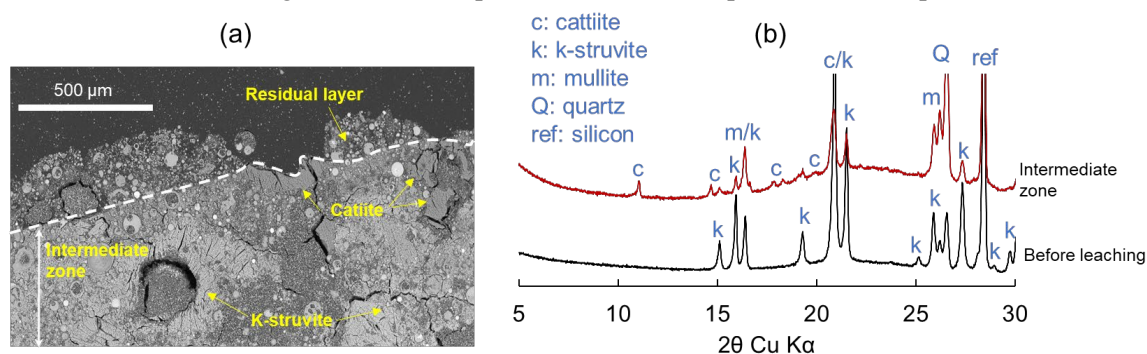 (a)
500 µm
Residual layer
Catiite
Intermediate
zone
K-struvite
(b)
c: cattiite
k: k-struvite
m: mullite
Q: quartz
ref: silicon
c/k
Q
ref
k
m
m/k
k
c
c
k
c
c
Intermediate
zone
k
k
k
k
k
k
k
Before leaching
5
10
15
20
25
30
2θ Cu Kα